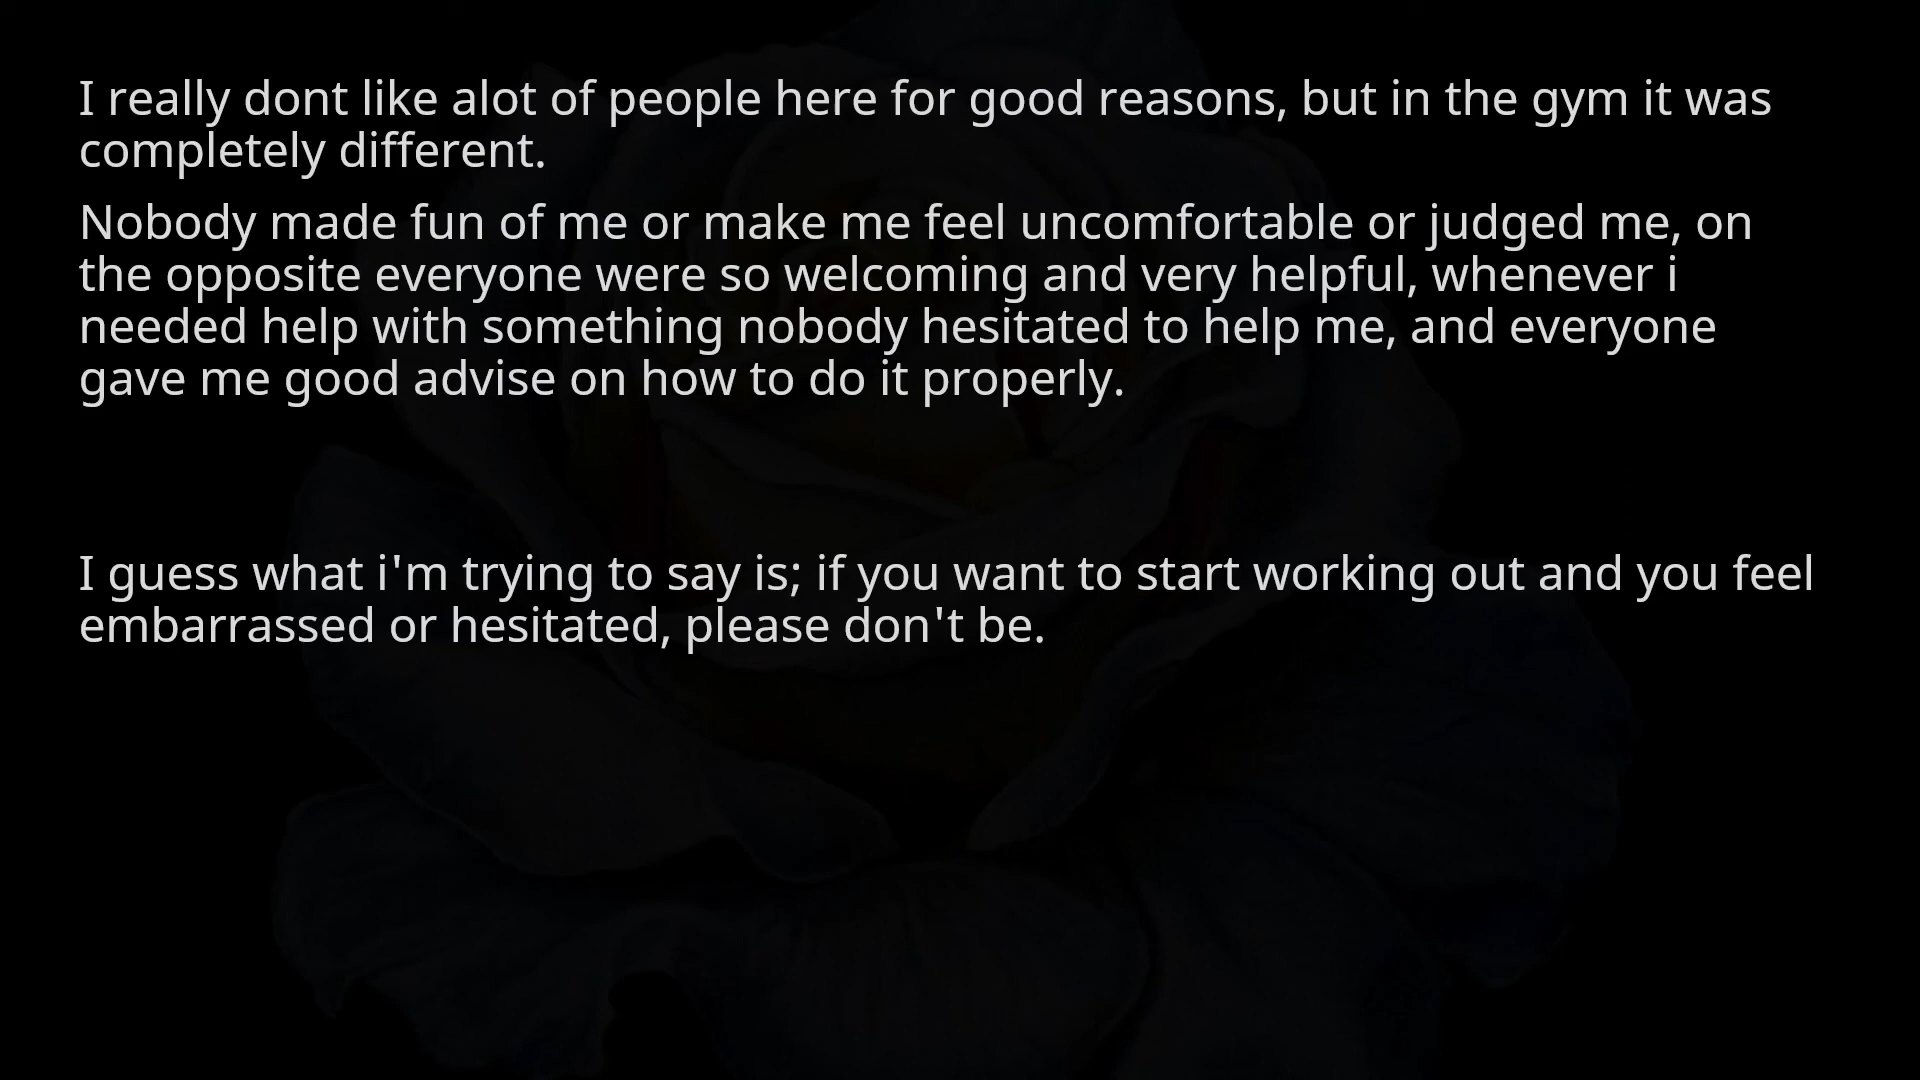 I really dont like alot of people here for good reasons, but in the gym it was
completely different.
Nobody made fun of me or make me feel uncomfortable or judged me, on
the opposite everyone were so welcoming and very helpful, whenever i
needed help with something nobody hesitated to help me, and everyone
gave me good advise on how to do it properly.
I guess what i'm trying to say is; if you want to start working out and you feel
embarrassed or hesitated, please don't be.